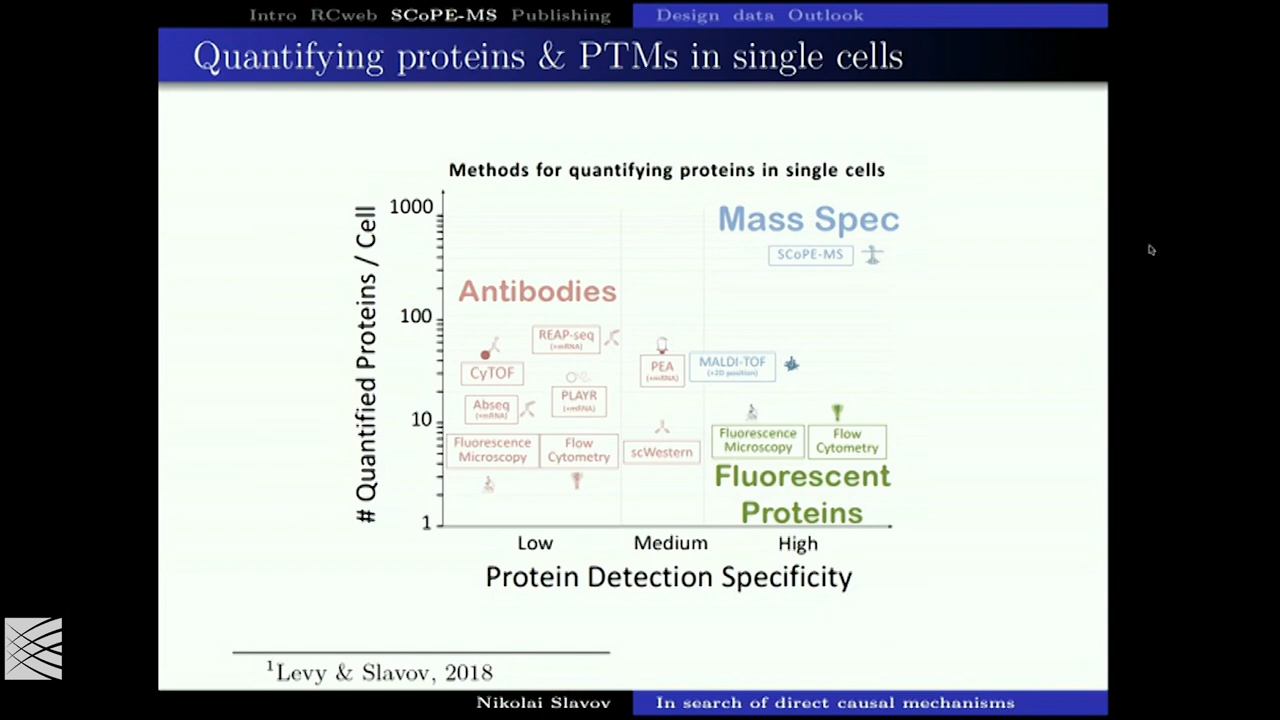 Intro RCweb SCoPE-MS Publishing Design data Outlook
Quantifying proteins & PTMs in single cells
Methods for quantifying proteins in single cells
# Quantified Proteins / Cell
1000
100
10
1
Mass Spec
SCoPE-MS
Antibodies
REAP-seq
(+mRNA)
CyTOF
PEA
(+mRNA)
MALDI-TOF
(+2D position)
Abseq
(+mRNA)
PLAYR
(+mRNA)
Fluorescence
Microscopy
Flow
Cytometry
scWestern
Fluorescence
Microscopy
Flow
Cytometry
Fluorescent
Proteins
Low Medium High
Protein Detection Specificity
1Levy & Slavov, 2018
Nikolai Slavov In search of direct causal mechanisms